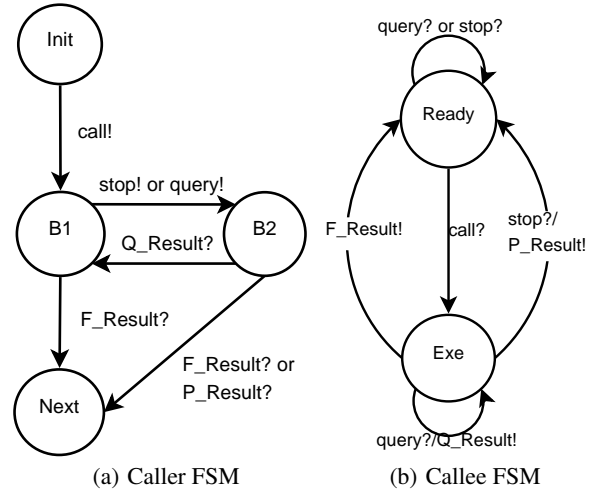 Init
call!
stop! or query!
B1
B2
Q_Result?
F_Result?
F_Result? or
P_Result?
Next
(a) Caller FSM
query? or stop?
Ready
F_Result!
call?
stop?/
P_Result!
Exe
query?/Q_Result!
(b) Callee FSM